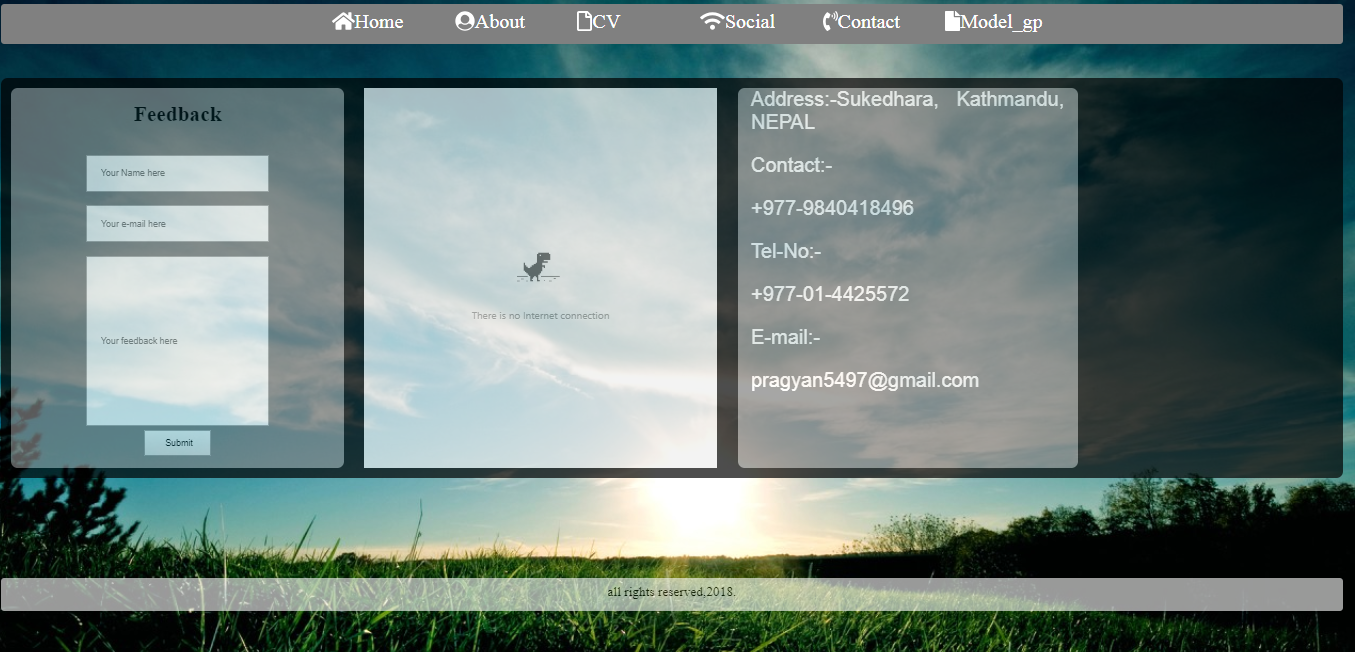 Home About CV Social Contact Model_gp
Feedback
Your Name here
Your e-mail here
Your feedback here
Submit
There is no Internet connection
Address:-Sukedhara, Kathmandu,
NEPAL
Contact:-
+977-9840418496
Tel-No:-
+977-01-4425572
E-mail:-
pragyan5497@gmail.com
all rights reserved,2018.